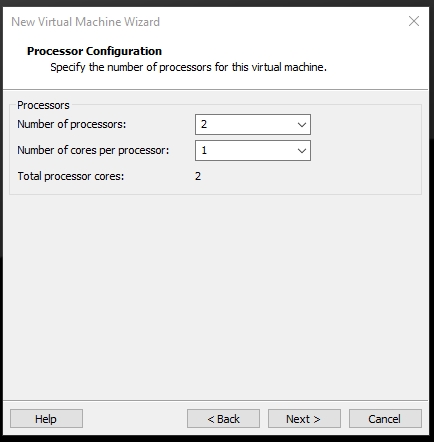 New Virtual Machine Wizard
Processor Configuration
Specify the number of processors for this virtual machine.
Processors
Number of processors: 2
Number of cores per processor: 1
Total processor cores: 2
Help < Back Next > Cancel